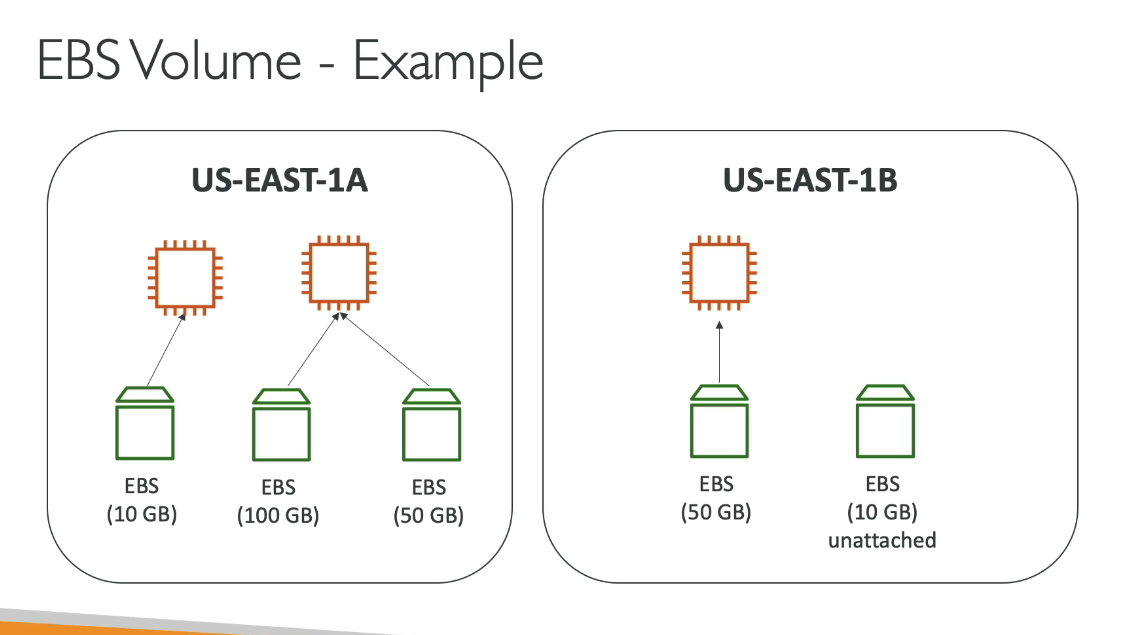 EBS Volume - Example
US-EAST-1A
EBS
(10 GB)
EBS
(100 GB)
EBS
(50 GB)
US-EAST-1B
EBS
(50 GB)
EBS
(10 GB)
unattached